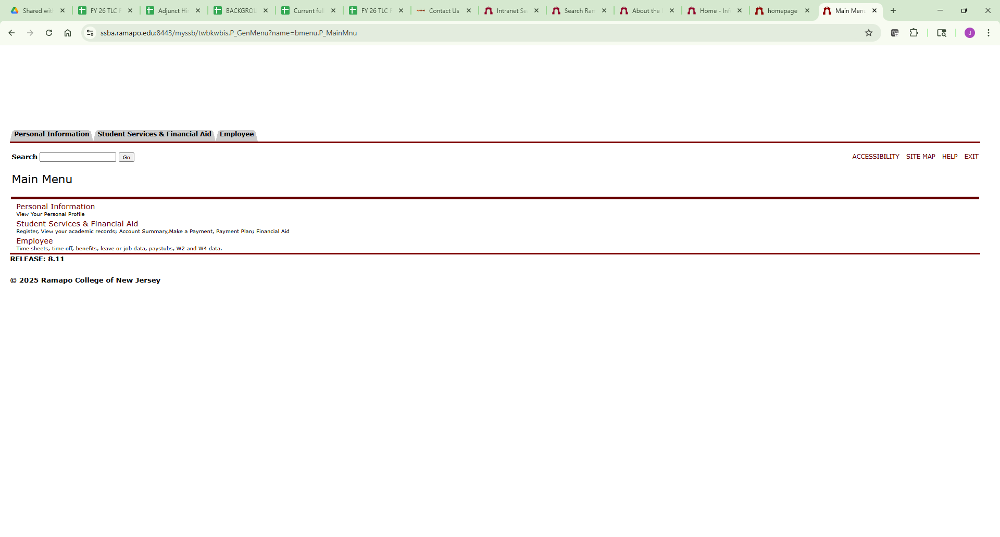 Shared wit
FY 26 TLC
Adjunct Hi
BACKGROU
Current ful
FY 26 TLC
Contact Us
Intranet Se
Search Ram
About the
Home - Inf
homepage
Main Menu
ssba.ramapo.edu:8443/myssb/twbkwbis.P_GenMenu?name=bmenu.P_MainMnu
J
Personal Information
Student Services & Financial Aid
Employee
Search
Go
ACCESSIBILITY
SITE MAP
HELP
EXIT
Main Menu
Personal Information
View Your Personal Profile
Student Services & Financial Aid
Register, View your academic records; Account Summary,Make a Payment, Payment Plan; Financial Aid
Employee
Time sheets, time off, benefits, leave or job data, paystubs, W2 and W4 data.
RELEASE: 8.11
© 2025 Ramapo College of New Jersey